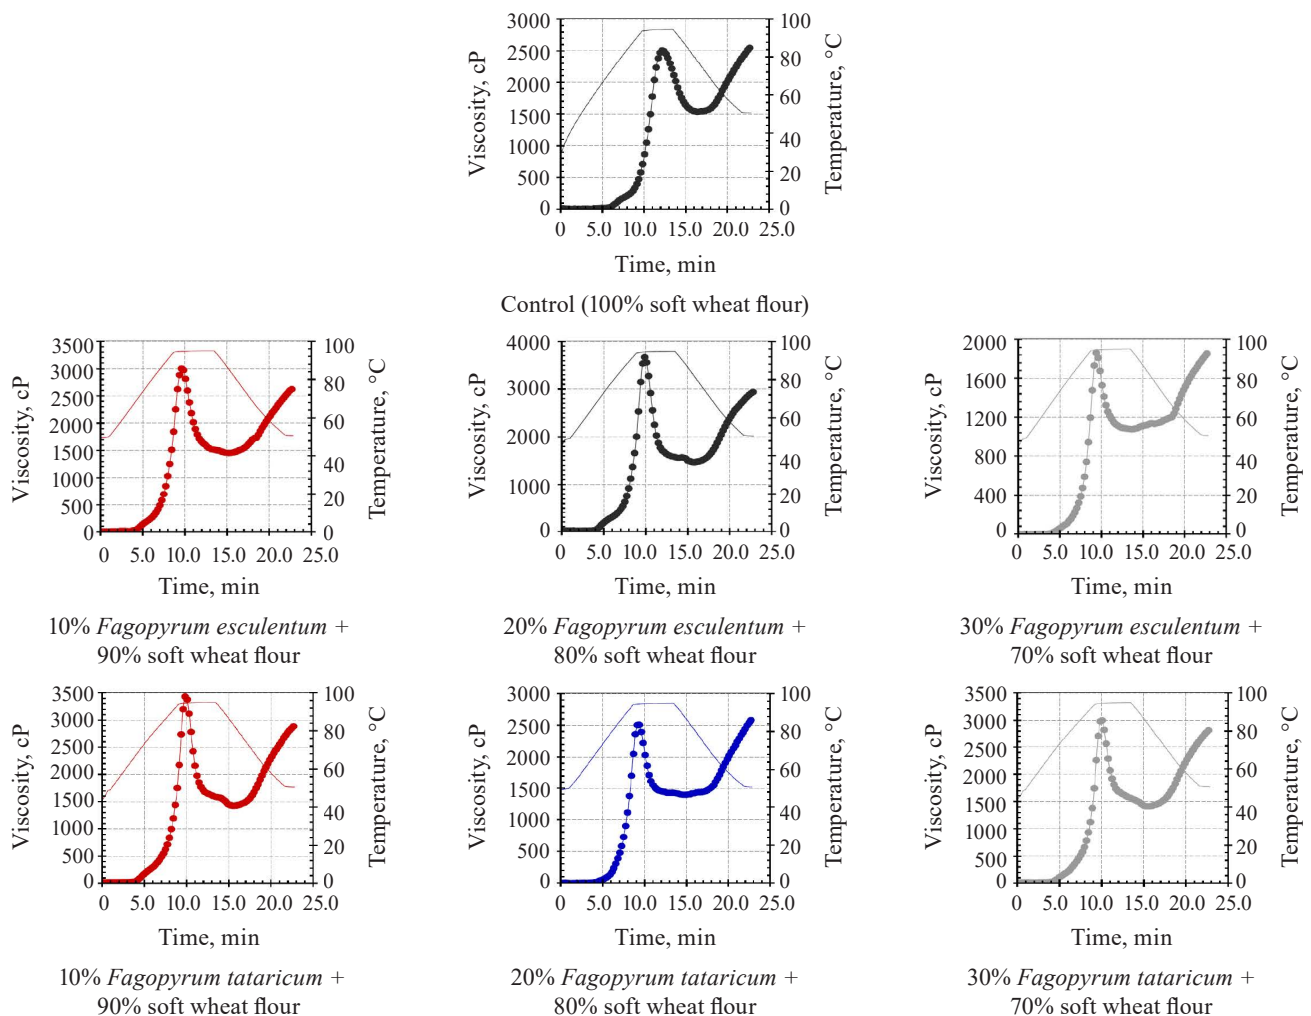 3000
2500
2000
1500
1000
500
0
Viscosity, cP
100
80
60
40
20
0
Temperature, °C
0 5.0 10.0 15.0 20.0 25.0
Time, min
Control (100% soft wheat flour)
3500
3000
2500
2000
1500
1000
500
0
Viscosity, cP
100
80
60
40
20
0
Temperature, °C
0 5.0 10.0 15.0 20.0 25.0
Time, min
10% Fagopyrum esculentum +
90% soft wheat flour
4000
3000
2000
1000
0
Viscosity, cP
100
80
60
40
20
0
Temperature, °C
0 5.0 10.0 15.0 20.0 25.0
Time, min
20% Fagopyrum esculentum +
80% soft wheat flour
2000
1600
1200
800
400
0
Viscosity, cP
100
80
60
40
20
0
Temperature, °C
0 5.0 10.0 15.0 20.0 25.0
Time, min
30% Fagopyrum esculentum +
70% soft wheat flour
3500
3000
2500
2000
1500
1000
500
0
Viscosity, cP
100
80
60
40
20
0
Temperature, °C
0 5.0 10.0 15.0 20.0 25.0
Time, min
10% Fagopyrum tataricum +
90% soft wheat flour
3000
2500
2000
1500
1000
500
0
Viscosity, cP
100
80
60
40
20
0
Temperature, °C
0 5.0 10.0 15.0 20.0 25.0
Time, min
20% Fagopyrum tataricum +
80% soft wheat flour
3500
3000
2500
2000
1500
1000
500
0
Viscosity, cP
100
80
60
40
20
0
Temperature, °C
0 5.0 10.0 15.0 20.0 25.0
Time, min
30% Fagopyrum tataricum +
70% soft wheat flour